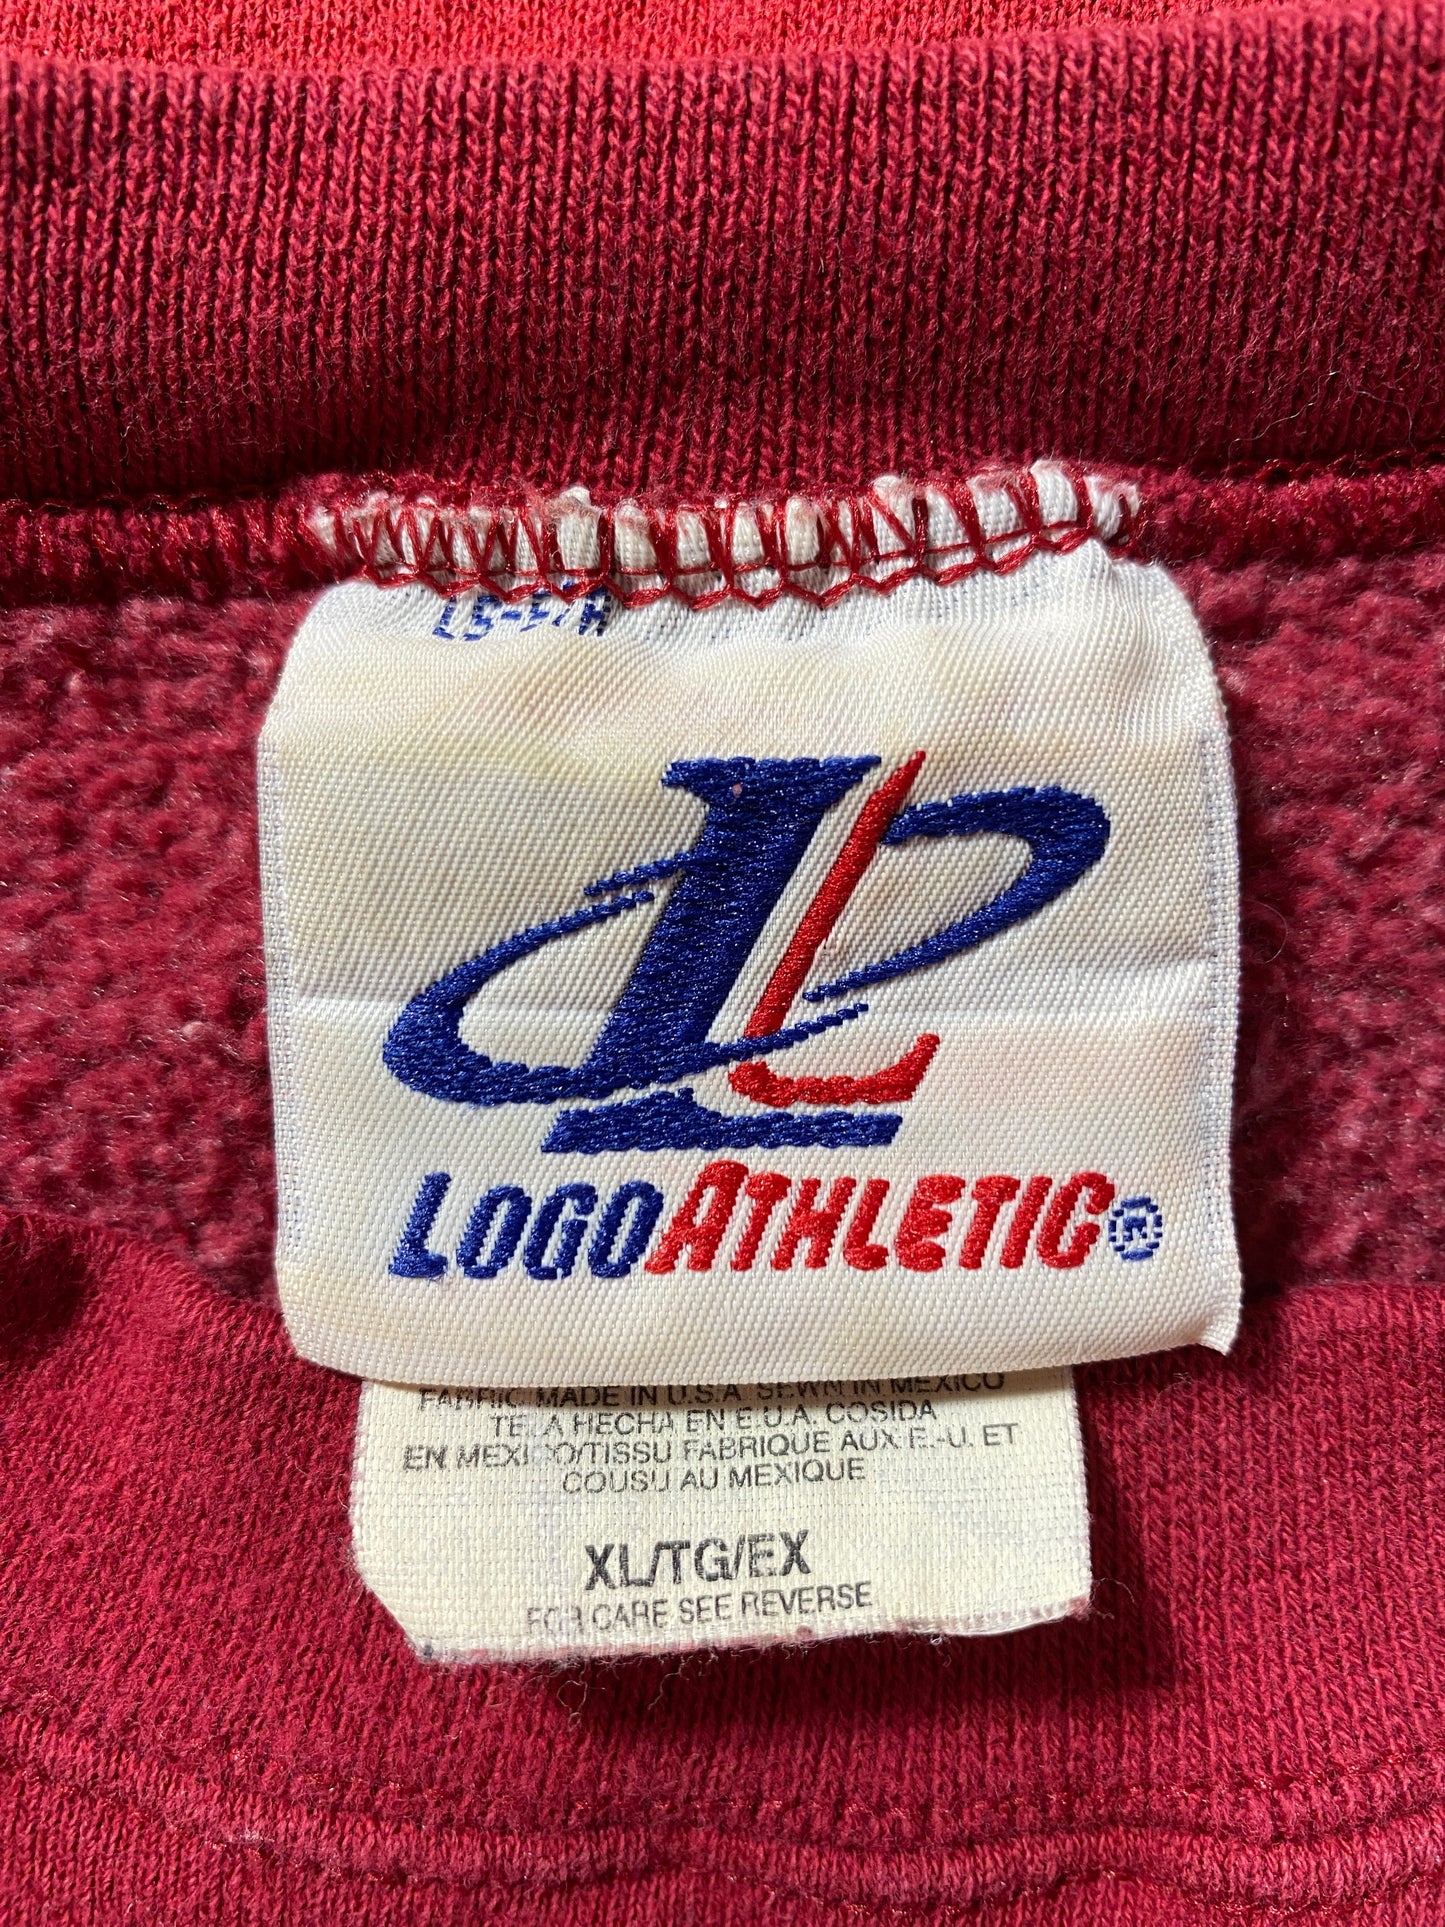 LOGOATHLETIC®
FABRIC MADE IN U.S.A. SEWN IN MEXICO
TELA HECHA EN E.U.A. COSIDA
EN MEXICO/TISSU FABRIQUE AUX E.-U. ET
COUSU AU MEXIQUE
XL/TG/EX
FOR CARE SEE REVERSE